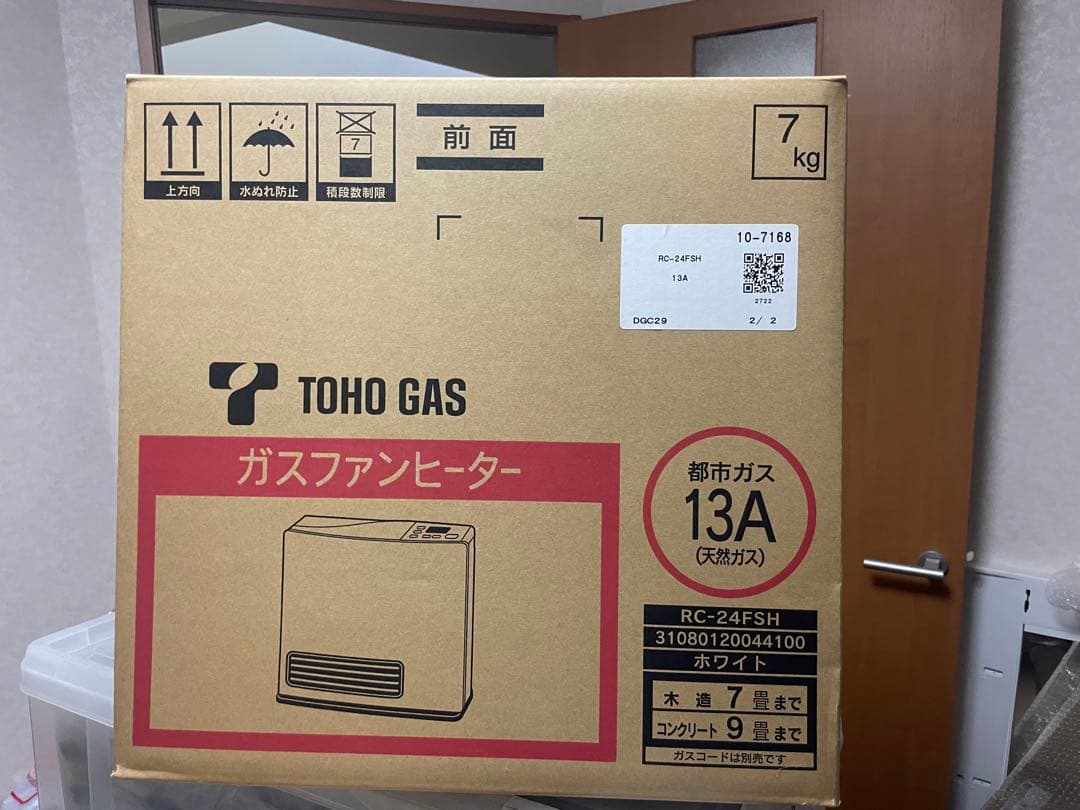 上方向
水ぬれ防止
7
積段数制限
前面
7
kg
10-7168
RC-24FSH
13A
2722
DGC29
2/ 2
TOHO GAS
ガスファンヒーター
都市ガス
13A
(天然ガス)
RC-24FSH
31080120044100
ホワイト
木造 7 畳まで
コンクリート 9 畳まで
ガスコードは別売です